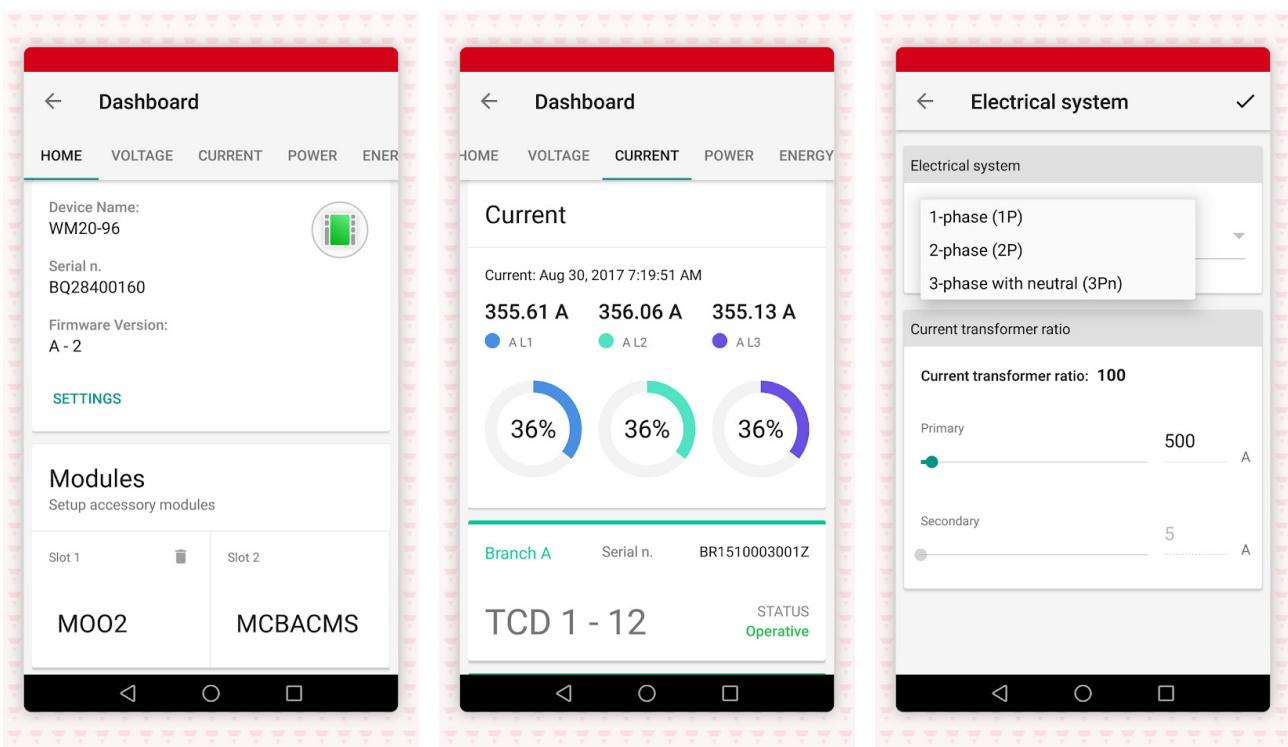 Dashboard
HOME VOLTAGE CURRENT POWER ENER
Device Name:
WM20-96
Serial n.
BQ28400160
Firmware Version:
A - 2
SETTINGS
Modules
Setup accessory modules
Slot 1 Slot 2
MOO2 MCBACMS
Dashboard
HOME VOLTAGE CURRENT POWER ENERGY
Current
Current: Aug 30, 2017 7:19:51 AM
355.61 A 356.06 A 355.13 A
A L1 A L2 A L3
36% 36% 36%
Branch A Serial n. BR1510003001Z
TCD 1 - 12 STATUS
Operative
Electrical system
Electrical system
1-phase (1P)
2-phase (2P)
3-phase with neutral (3Pn)
Current transformer ratio
Current transformer ratio: 100
Primary
500 A
Secondary
5 A